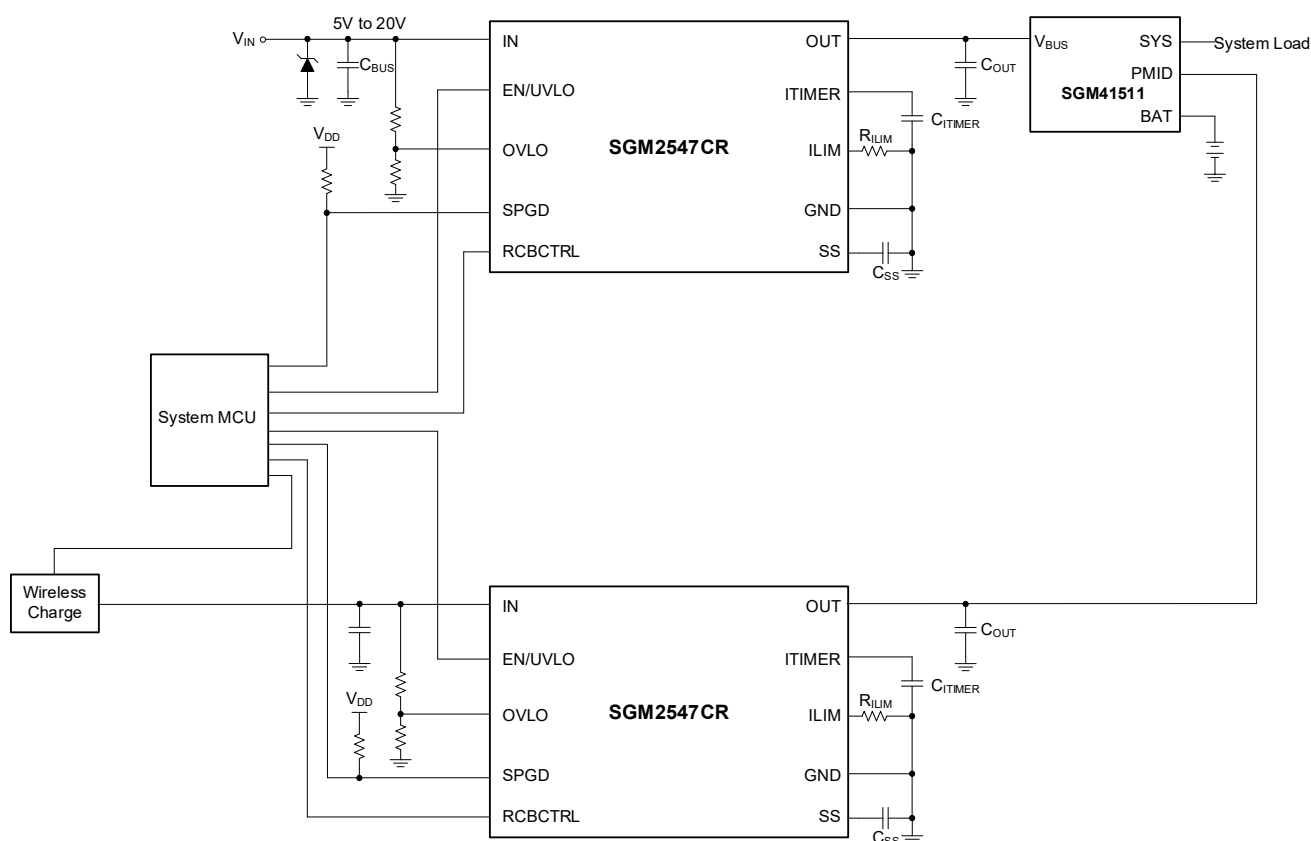 5V to 20V
VIN
CBUS
VDD
IN
EN/UVLO
OVLO
SPGD
RCBCTRL
SGM2547CR
OUT
ITIMER
ILIM
GND
SS
COUT
CITIMER
RILIM
CSS
VBUS
SYS
PMID
BAT
SGM41511
System Load
System MCU
Wireless
Charge
VDD
IN
EN/UVLO
OVLO
SPGD
RCBCTRL
SGM2547CR
OUT
ITIMER
ILIM
GND
SS
COUT
CITIMER
RILIM
CSS